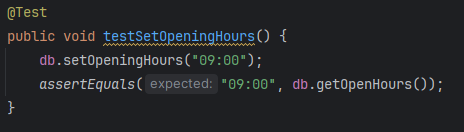 @Test
public void testSetOpeningHours() {
db.setOpeningHours("09:00");
assertEquals( expected: "09:00", db.getOpenHours());
}